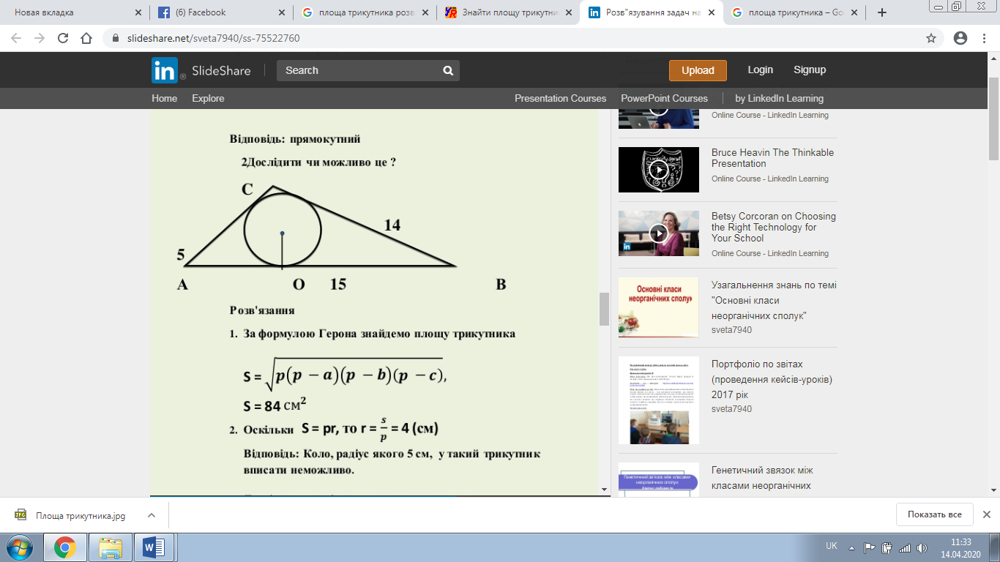 Новая вкладка
(6) Facebook
площа трикутника розв
Знайти площу трикутни
Розв"язування задач на
площа трикутника – Go
slideshare.net/sveta7940/ss-75522760
in SlideShare
Search
Upload
Login
Signup
Home
Explore
Presentation Courses
PowerPoint Courses
by LinkedIn Learning
Відповідь: прямокутний
2Дослідити чи можливо це ?
C
14
5
A
O
15
B
Розв'язання
1. За формулою Герона знайдемо площу трикутника
S = √p(p − a)(p − b)(p − c),
S = 84 см²
2. Оскільки S = pr, то r = s/p = 4 (см)
Відповідь: Коло, радіус якого 5 см, у такий трикутник
вписати неможливо.
Online Course - LinkedIn Learning
Bruce Heavin The Thinkable
Presentation
Online Course - LinkedIn Learning
Betsy Corcoran on Choosing
the Right Technology for
Your School
Online Course - LinkedIn Learning
Основні класи
неорганічних сполук
Узагальнення знань по темі
"Основні класи
неорганічних сполук"
sveta7940
Портфоліо по звітах
(проведення кейсів-уроків)
2017 рік
sveta7940
Генетичний зв'язок між класами
неорганічних сполук
Генетичний звязок між
класами неорганічних
Площа трикутника.jpg
Показать все
UK
11:33
14.04.2020